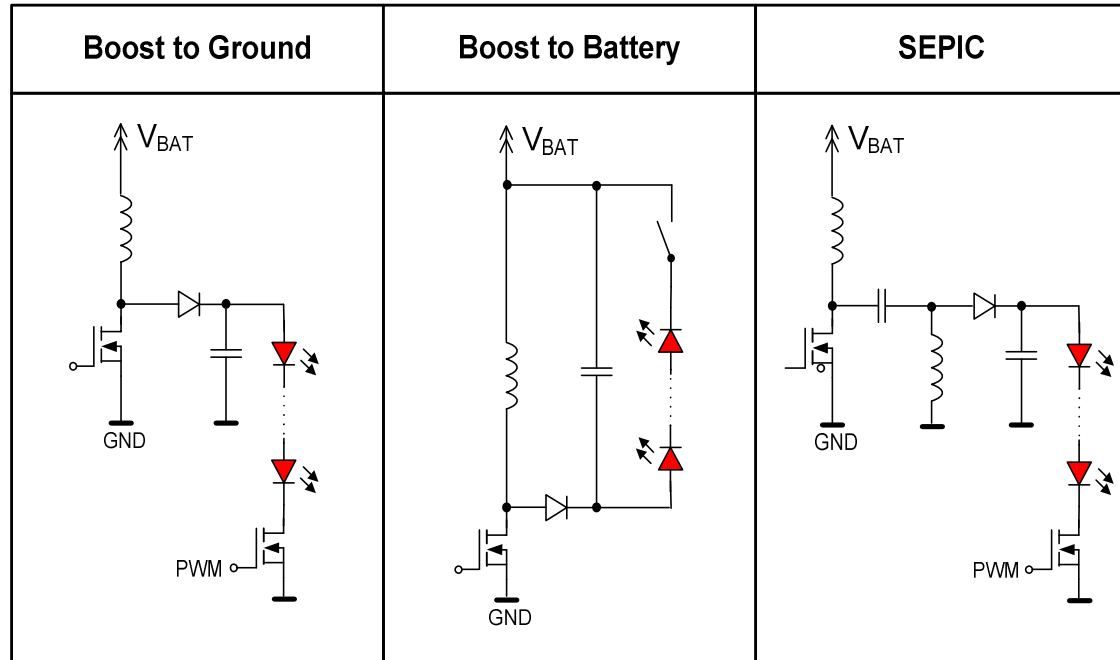 Boost to Ground
Boost to Battery
SEPIC
VBAT
GND
PWM
VBAT
GND
VBAT
GND
PWM